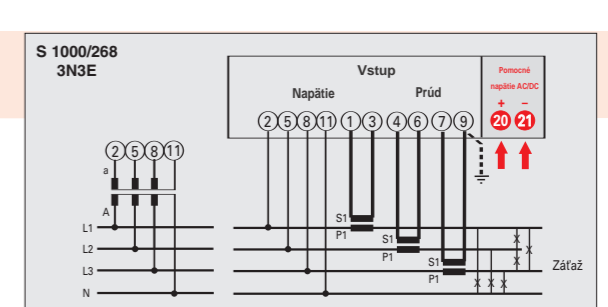 S 1000/268
3N3E
Vstup
Pomocné
napätie AC/DC
Napätie
Prúd
+ −
2 5 8 11 1 3 4 6 7 9 20 21
2 5 8 11
a
A
S1
L1
P1
S1
L2
P1
S1
Záťaž
L3
P1
N